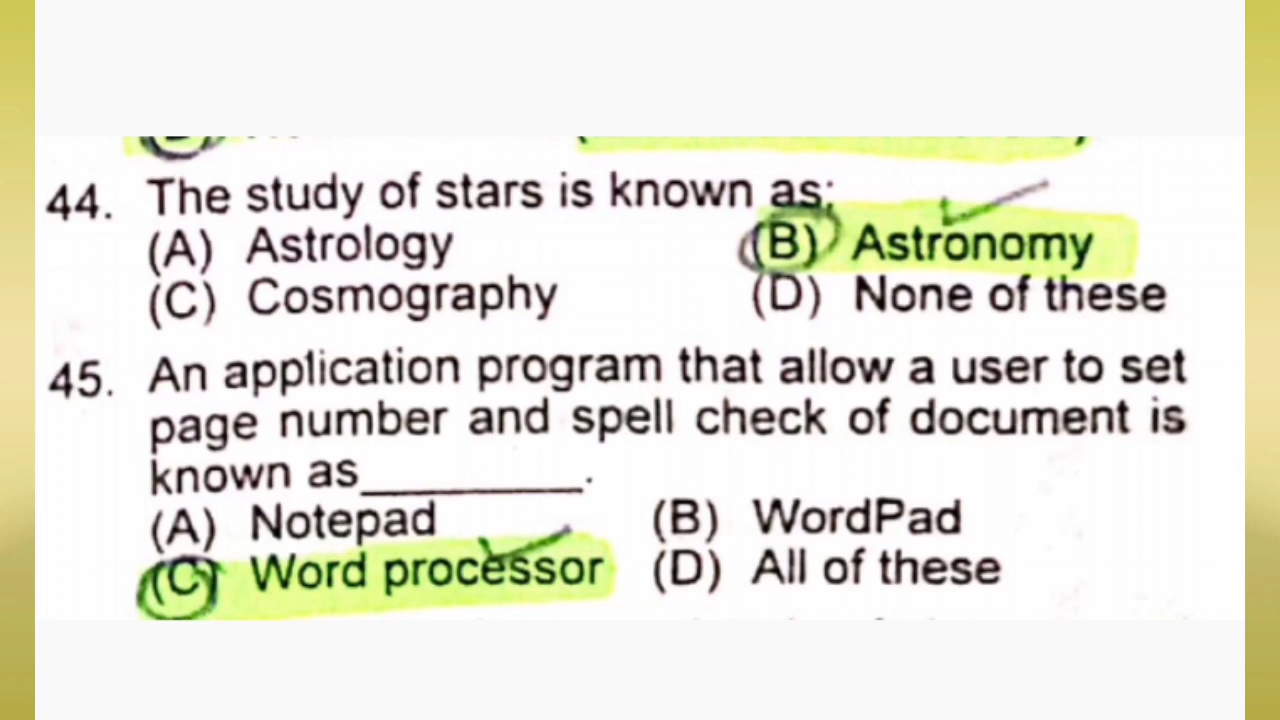 44. The study of stars is known as:
(A) Astrology (B) Astronomy
(C) Cosmography (D) None of these
45. An application program that allow a user to set
page number and spell check of document is
known as_________.
(A) Notepad (B) WordPad
(C) Word processor (D) All of these